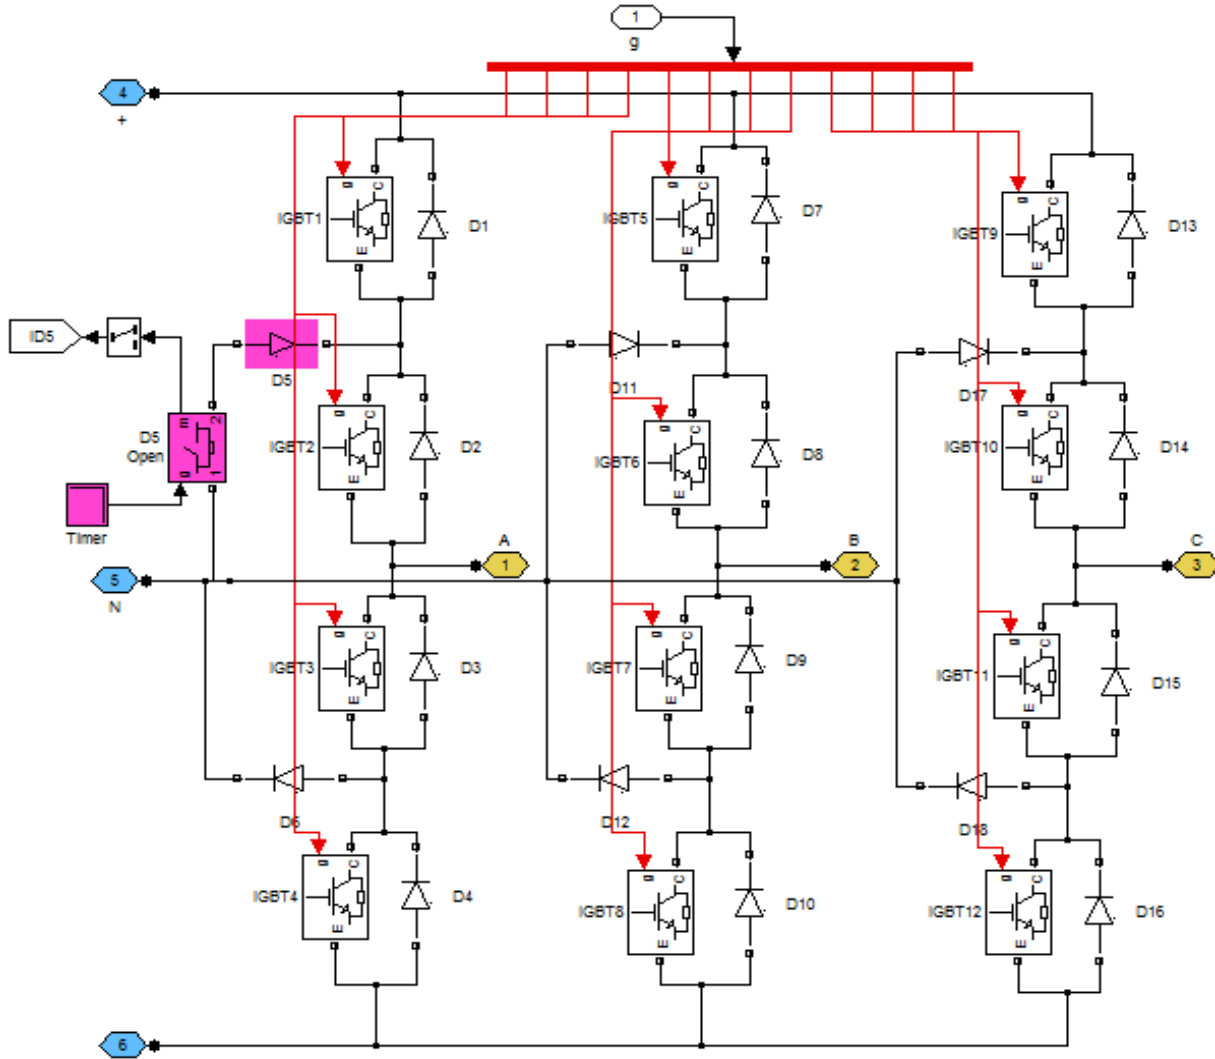 1
g
4
+
g
C
IGBT1
E
D1
g
C
IGBT5
E
D7
g
C
IGBT9
E
D13
ID5
D5
D11
D17
D5
Open
m
2
g
1
g
C
IGBT2
E
D2
g
C
IGBT6
E
D8
g
C
IGBT10
E
D14
Timer
5
N
A
1
B
2
C
3
g
C
IGBT3
E
D3
g
C
IGBT7
E
D9
g
C
IGBT11
E
D15
D6
D12
D18
g
C
IGBT4
E
D4
g
C
IGBT8
E
D10
g
C
IGBT12
E
D16
6